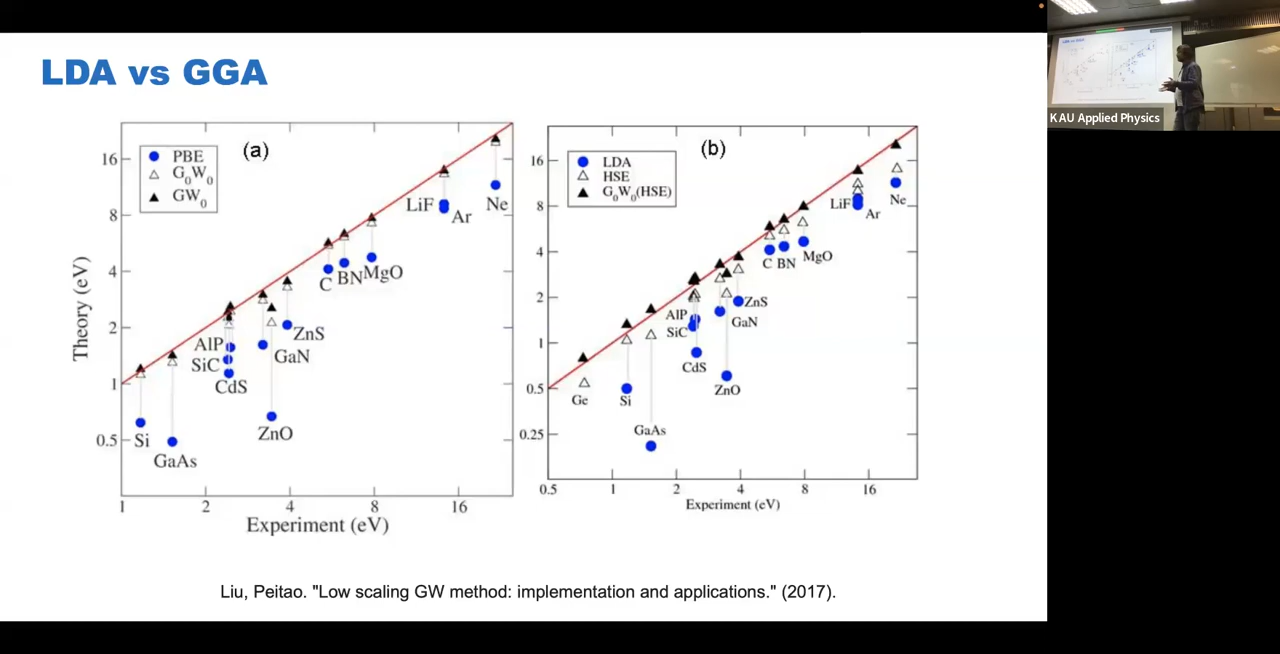 LDA vs GGA
KAU Applied Physics
(a)
PBE
G₀W₀
GW₀
16
8
4
2
1
0.5
Theory (eV)
Si
GaAs
AlP
SiC
CdS
ZnO
GaN
ZnS
C
BN
MgO
LiF
Ar
Ne
1
2
4
8
16
Experiment (eV)
(b)
LDA
HSE
G₀W₀(HSE)
16
8
4
2
1
0.5
0.25
Ge
Si
GaAs
AlP
SiC
CdS
ZnO
GaN
ZnS
C
BN
MgO
LiF
Ar
Ne
0.5
1
2
4
8
16
Experiment (eV)
Liu, Peitao. "Low scaling GW method: implementation and applications." (2017).